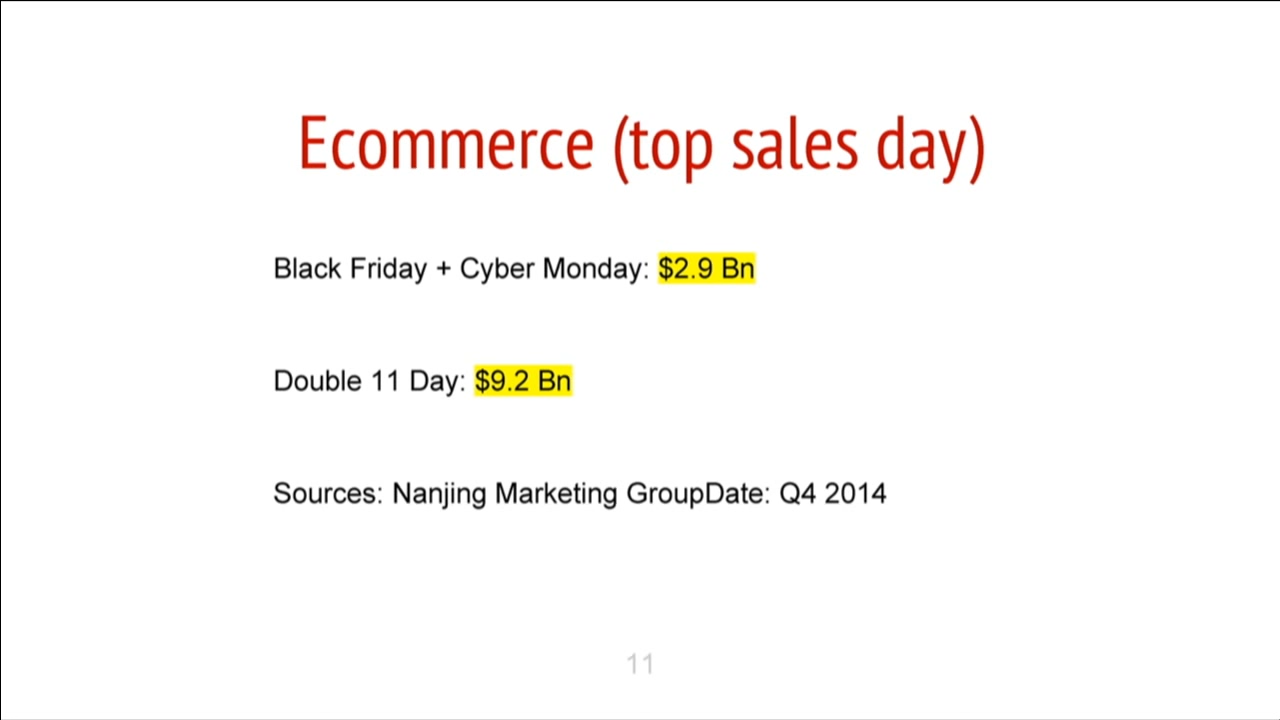 Ecommerce (top sales day)
Black Friday + Cyber Monday: $2.9 Bn
Double 11 Day: $9.2 Bn
Sources: Nanjing Marketing GroupDate: Q4 2014
11